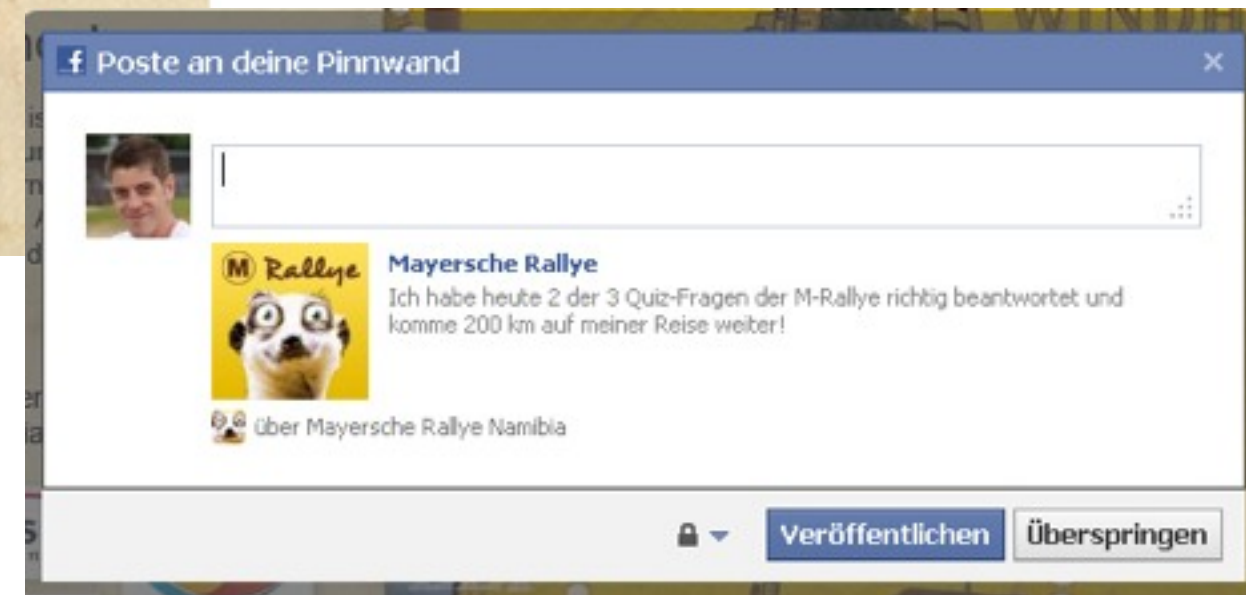 WINDH
Poste an deine Pinnwand
M Rallye
Mayersche Rallye
Ich habe heute 2 der 3 Quiz-Fragen der M-Rallye richtig beantwortet und
komme 200 km auf meiner Reise weiter!
über Mayersche Rallye Namibia
Veröffentlichen
Überspringen